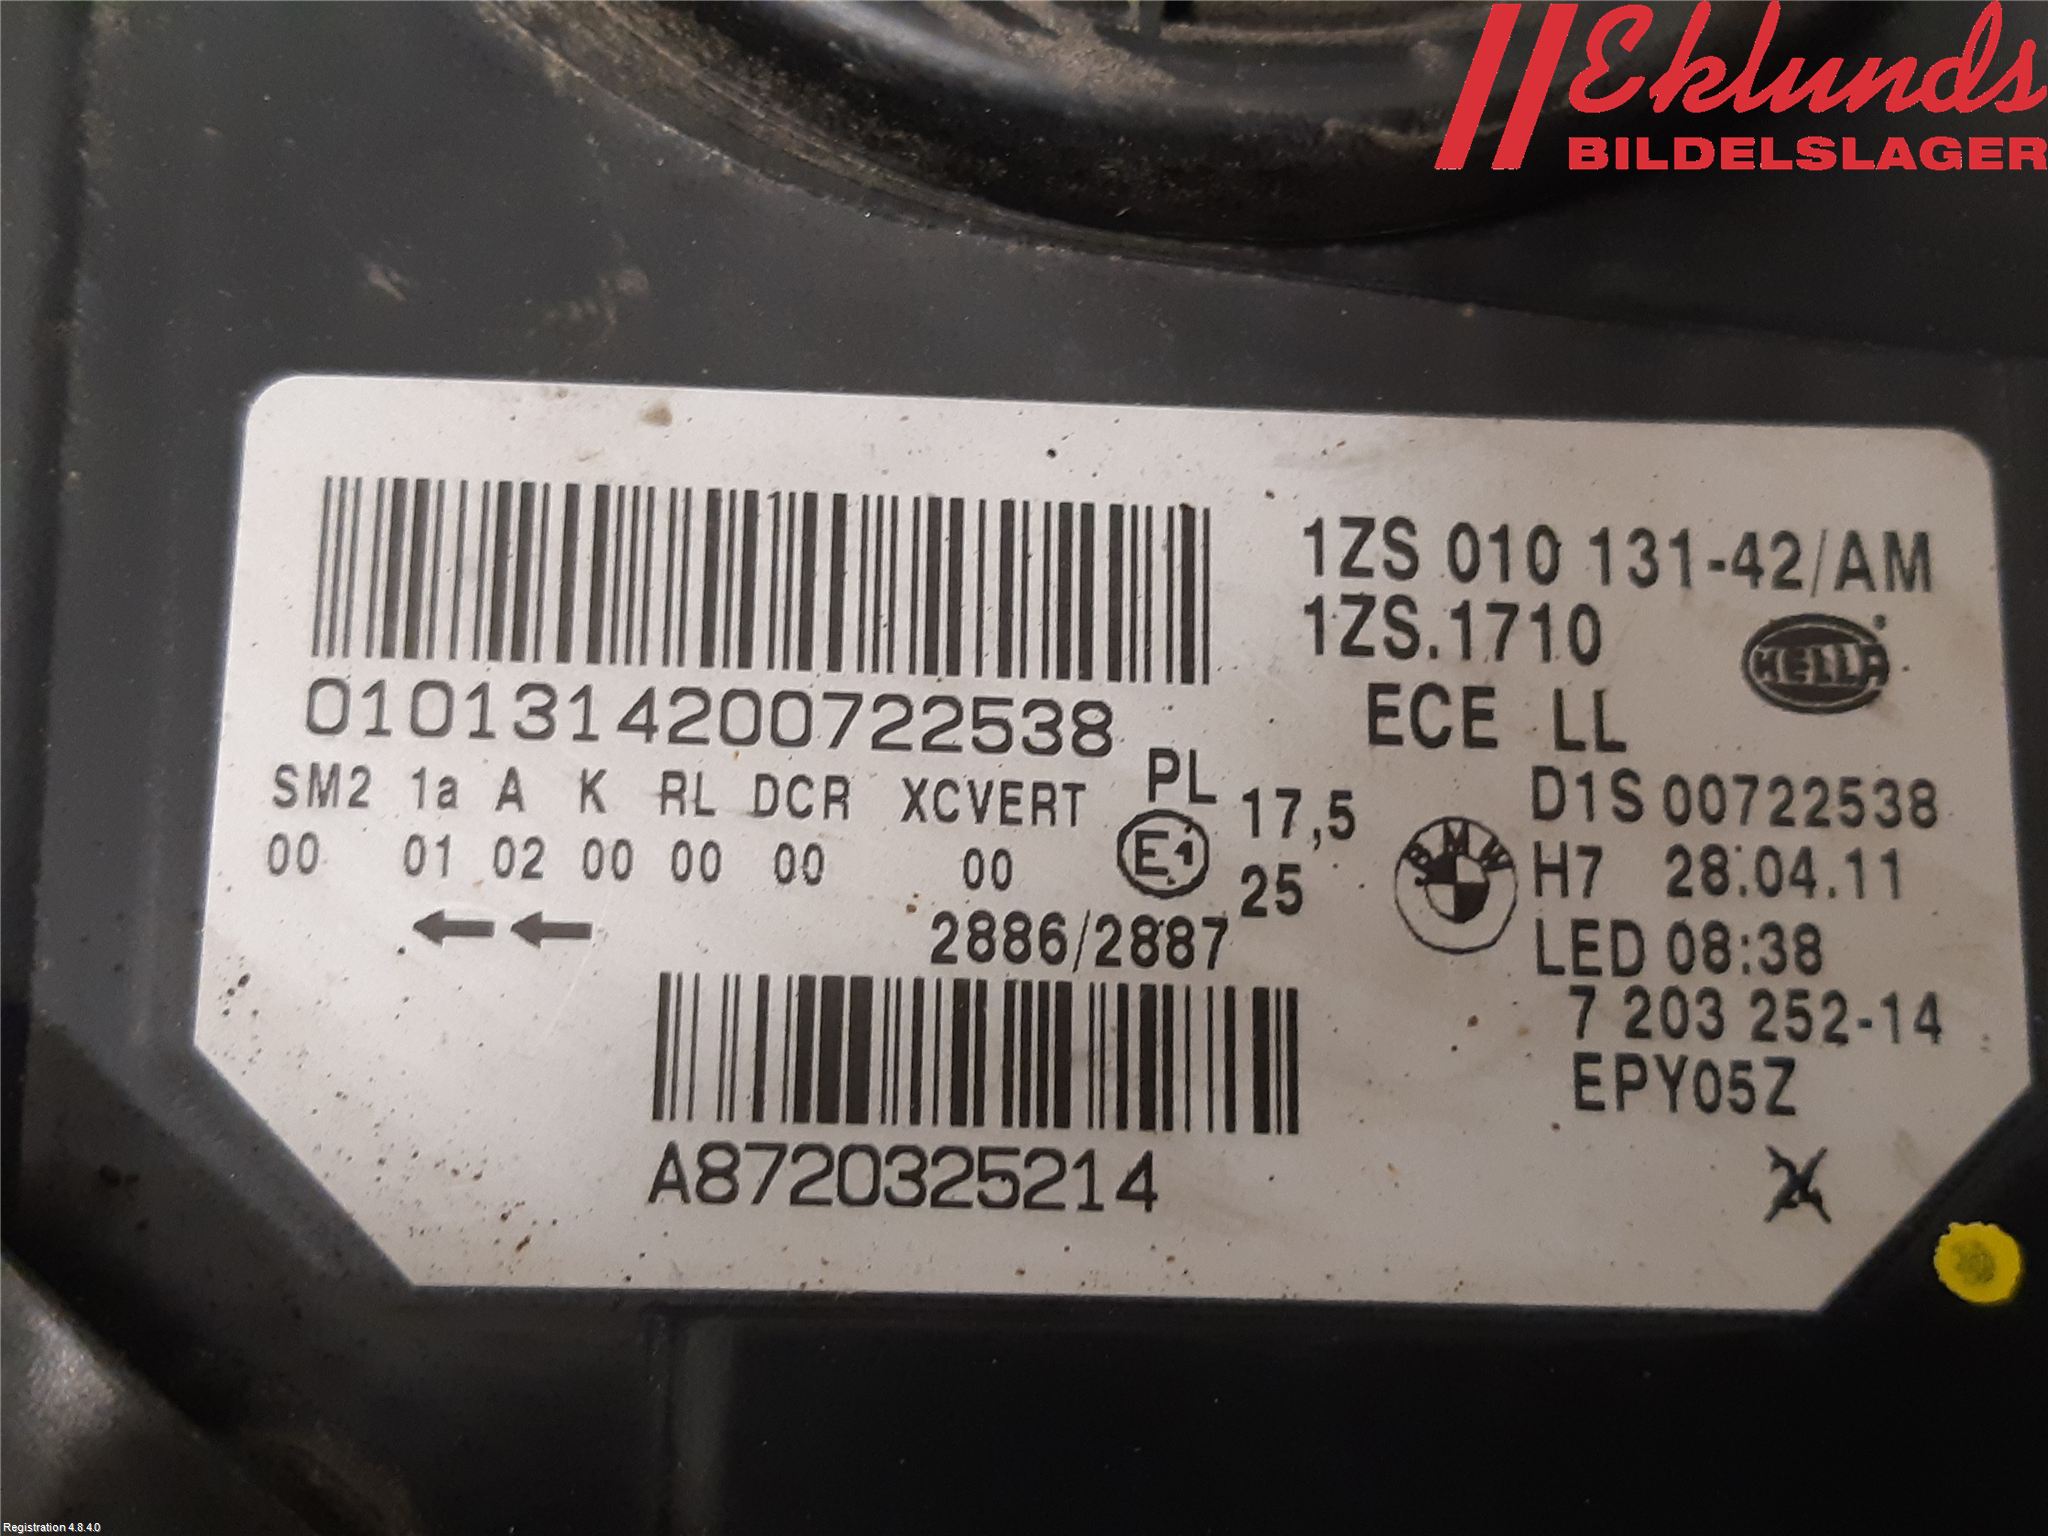 Eklunds
BILDELSLAGER
1ZS 010 131-42/AM
1ZS.1710
HELLA
ECE LL
0101314200722538
SM2 1a A K RL DCR XCVERT PL
00 01 02 00 00 00 00 E1
17,5
25
2886/2887
BMW
D1S 00722538
H7 28.04.11
LED 08:38
7 203 252-14
EPY05Z
A8720325214
Registration 4.8.4.0